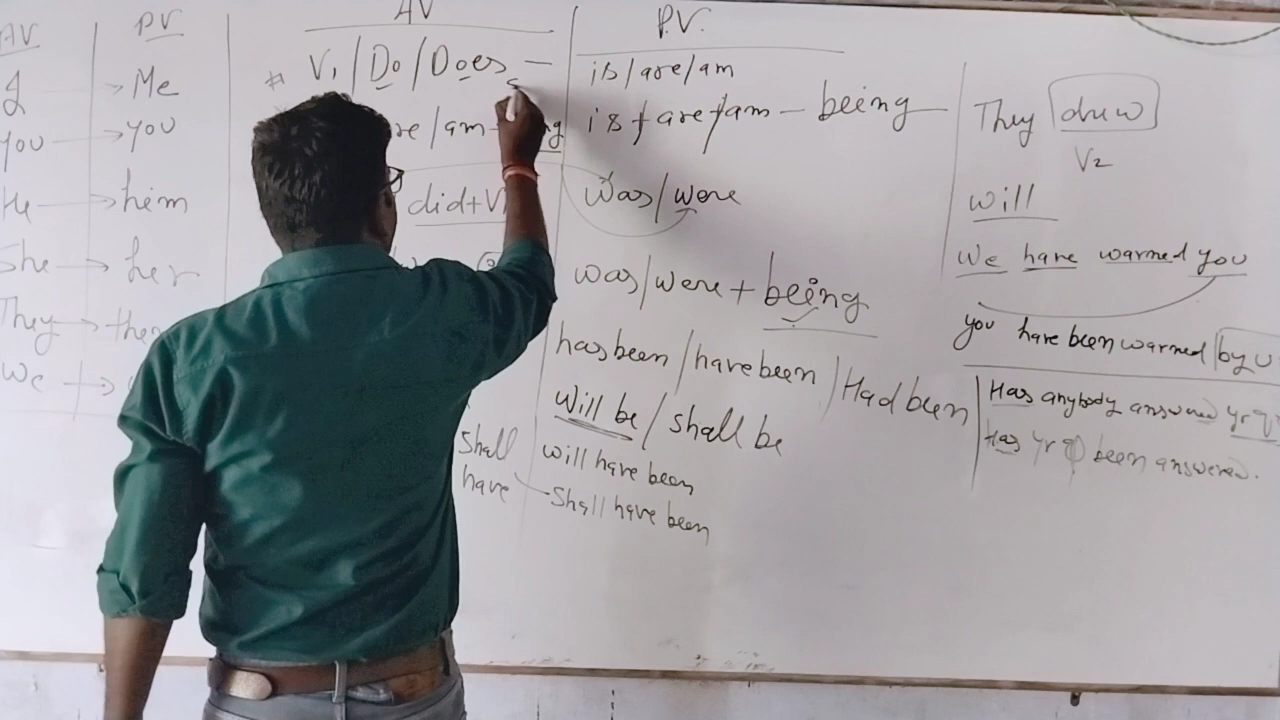 AV PV
I → Me
you → you
He → him
She → her
They →
We →
AV P.V.
V1 / Do / Does – is/are/am
are/am is + are + am – being
did+V was/were
was/were + being
has been / have been / Had been
will be / shall be
shall will have been
have shall have been
They drew
V2
will
We have warned you
you have been warned by
Has anybody answered yr q
Has yr q been answered.